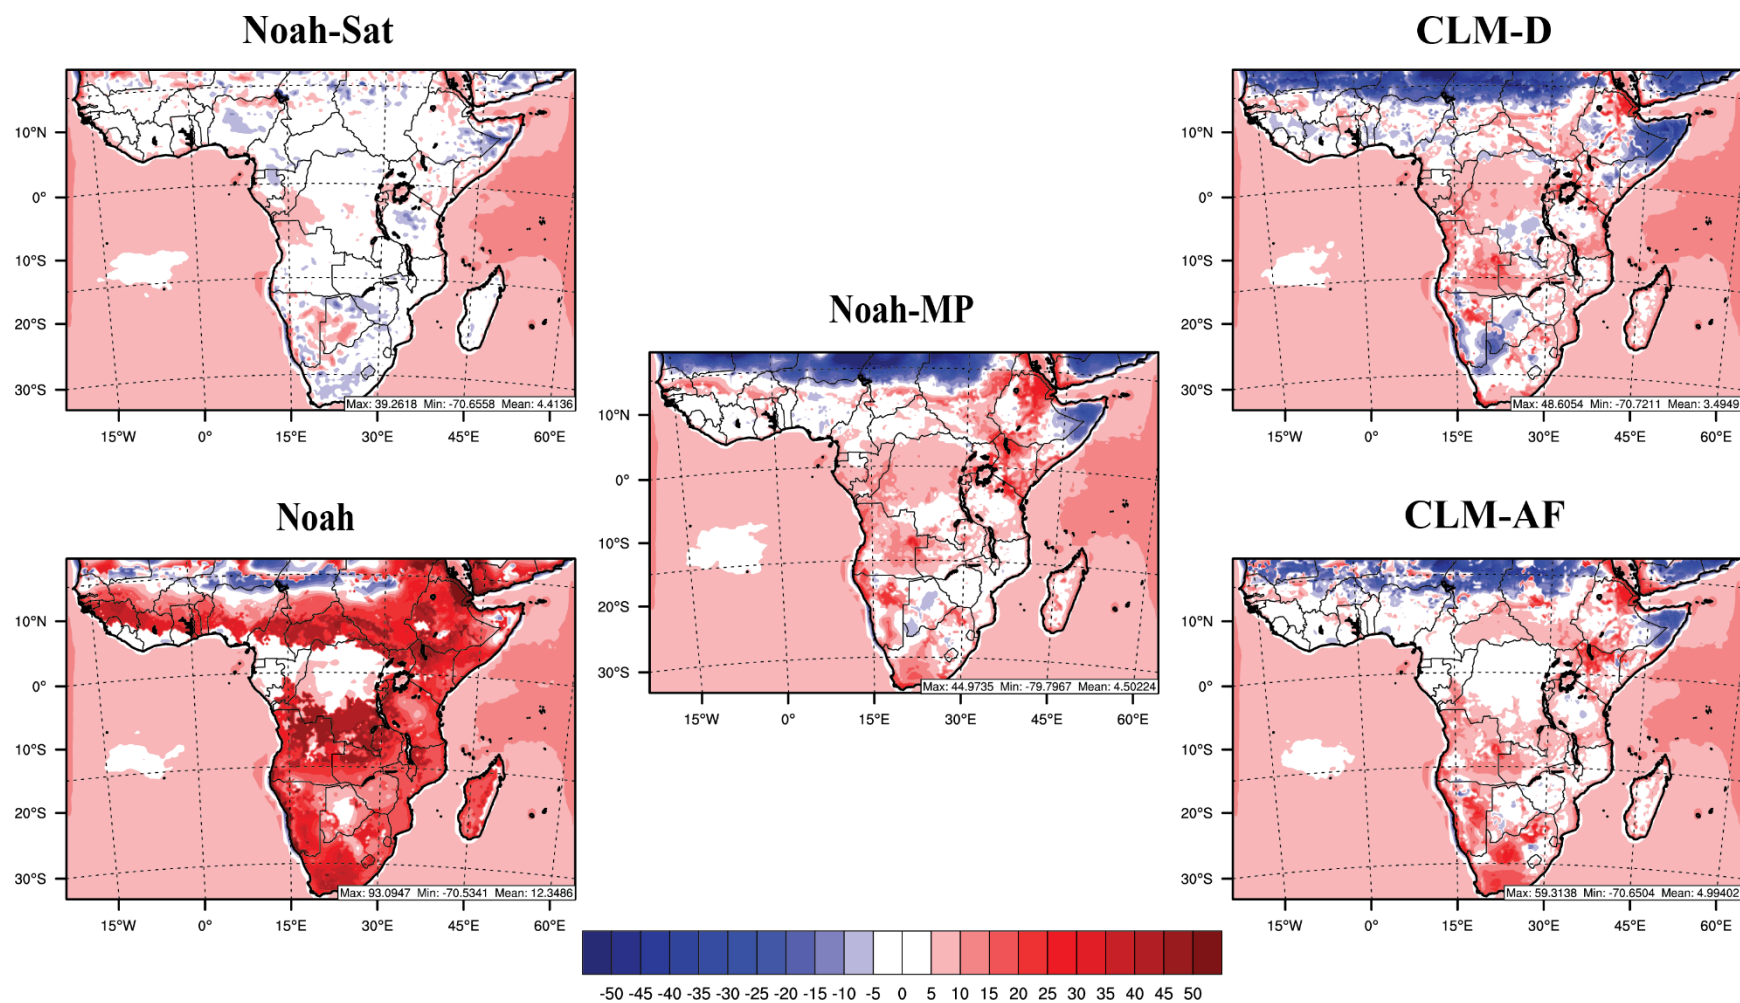 Noah-Sat
10°N
0°
10°S
20°S
30°S
Max: 39.2618 Min: -70.6558 Mean: 4.4136
15°W 0° 15°E 30°E 45°E 60°E
Noah
10°N
0°
10°S
20°S
30°S
Max: 93.0947 Min: -70.5341 Mean: 12.3486
15°W 0° 15°E 30°E 45°E 60°E
Noah-MP
10°N
0°
10°S
20°S
30°S
Max: 44.9735 Min: -79.7967 Mean: 4.50224
15°W 0° 15°E 30°E 45°E 60°E
CLM-D
10°N
0°
10°S
20°S
30°S
Max: 48.6054 Min: -70.7211 Mean: 3.4949
15°W 0° 15°E 30°E 45°E 60°E
CLM-AF
10°N
0°
10°S
20°S
30°S
Max: 59.3138 Min: -70.6504 Mean: 4.99402
15°W 0° 15°E 30°E 45°E 60°E
-50 -45 -40 -35 -30 -25 -20 -15 -10 -5 0 5 10 15 20 25 30 35 40 45 50